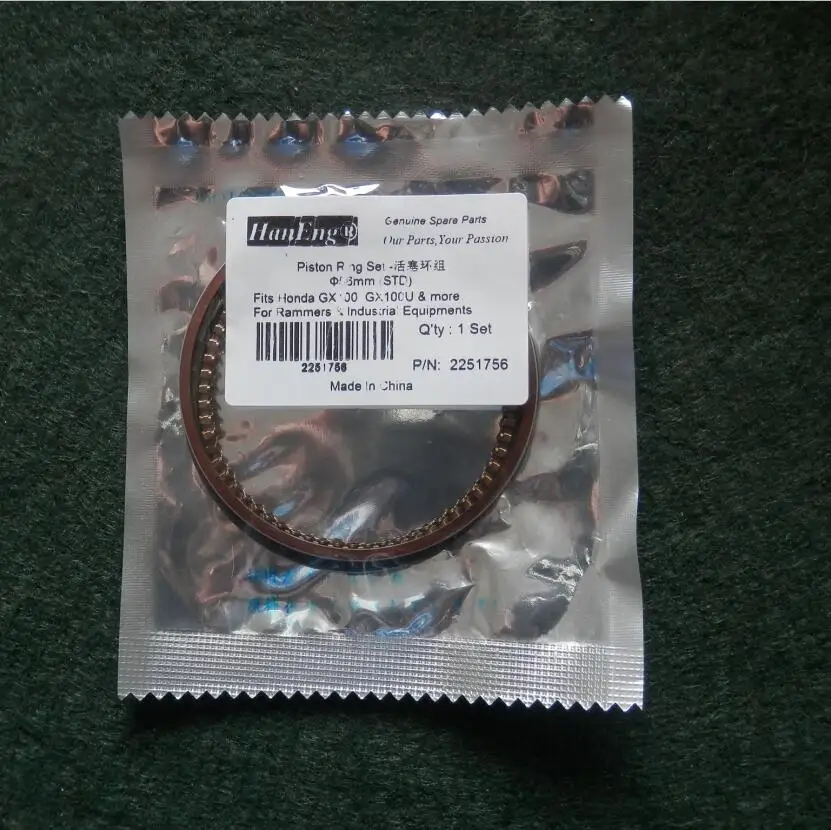 HanEng®
Genuine Spare Parts
Our Parts,Your Passion
Piston Ring Set -活塞环组
Φ56mm (STD)
Fits Honda GX100 GX100U & more
For Rammers & Industrial Equipments
Q'ty : 1 Set
2251756
P/N: 2251756
Made In China